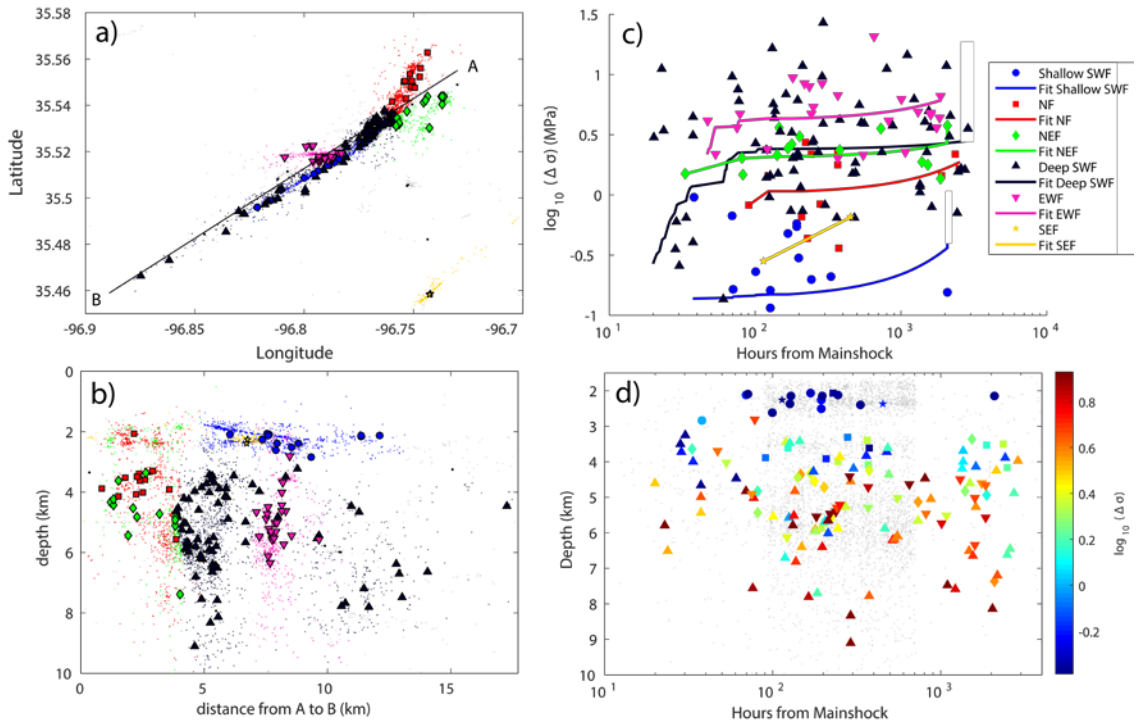 a)
35.58
35.56
35.54
35.52
35.5
35.48
35.46
Latitude
A
B
-96.9
-96.85
-96.8
-96.75
-96.7
Longitude
c)
1.5
1
0.5
0
-0.5
-1
log10 (Δ σ) (MPa)
10^1
10^2
10^3
10^4
Hours from Mainshock
Shallow SWF
Fit Shallow SWF
NF
Fit NF
NEF
Fit NEF
Deep SWF
Fit Deep SWF
EWF
Fit EWF
SEF
Fit SEF
b)
0
2
4
6
8
10
depth (km)
0
5
10
15
distance from A to B (km)
d)
1
2
3
4
5
6
7
8
9
10
Depth (km)
10^1
10^2
10^3
Hours from Mainshock
0.8
0.6
0.4
0.2
0
-0.2
log10 (Δ σ)